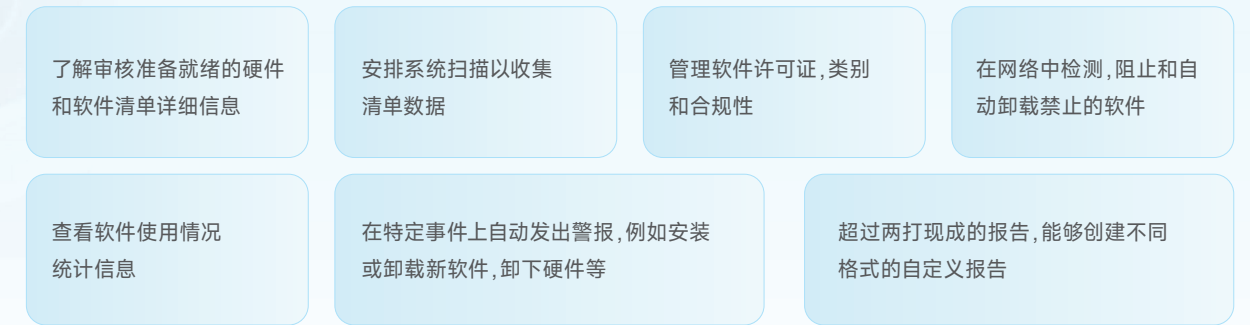 了解审核准备就绪的硬件
和软件清单详细信息
安排系统扫描以收集
清单数据
管理软件许可证,类别
和合规性
在网络中检测,阻止和自
动卸载禁止的软件
查看软件使用情况
统计信息
在特定事件上自动发出警报,例如安装
或卸载新软件,卸下硬件等
超过两打现成的报告,能够创建不同
格式的自定义报告